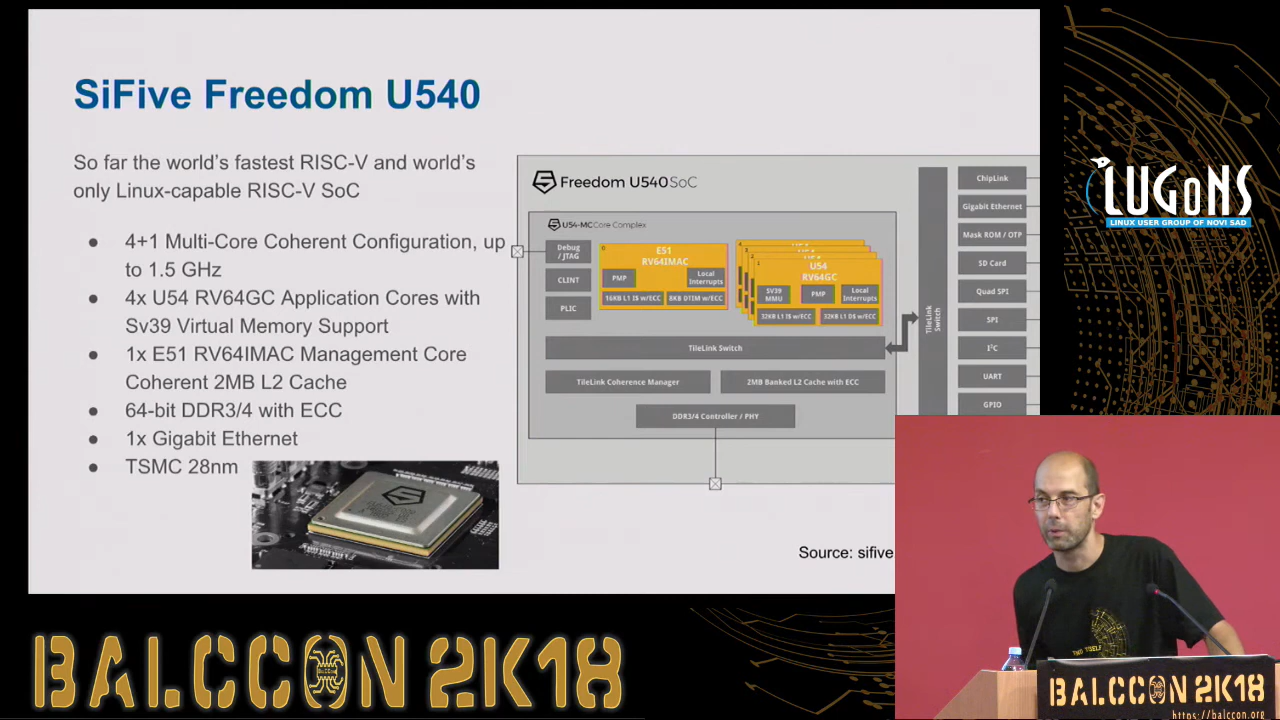 SiFive Freedom U540
So far the world's fastest RISC-V and world's
only Linux-capable RISC-V SoC
● 4+1 Multi-Core Coherent Configuration, up
to 1.5 GHz
● 4x U54 RV64GC Application Cores with
Sv39 Virtual Memory Support
● 1x E51 RV64IMAC Management Core
Coherent 2MB L2 Cache
● 64-bit DDR3/4 with ECC
● 1x Gigabit Ethernet
● TSMC 28nm
Freedom U540 SoC
U54-MC Core Complex
Debug
/ JTAG
CLINT
PLIC
0
E51
RV64IMAC
PMP
Local
Interrupts
16KB L1 I$ w/ECC
8KB DTIM w/ECC
4
3
2
1
U54
RV64GC
SV39
MMU
PMP
Local
Interrupts
32KB L1 I$ w/ECC
32KB L1 D$ w/ECC
TileLink Switch
TileLink Coherence Manager
2MB Banked L2 Cache with ECC
DDR3/4 Controller / PHY
TileLink
Switch
ChipLink
Gigabit Ethernet
Mask ROM / OTP
SD Card
Quad SPI
SPI
I²C
UART
GPIO
Source: sifive
LUGoNS
LINUX USER GROUP OF NOVI SAD
BALCCON 2K18
BALCCON 2K18
https://balccon.org